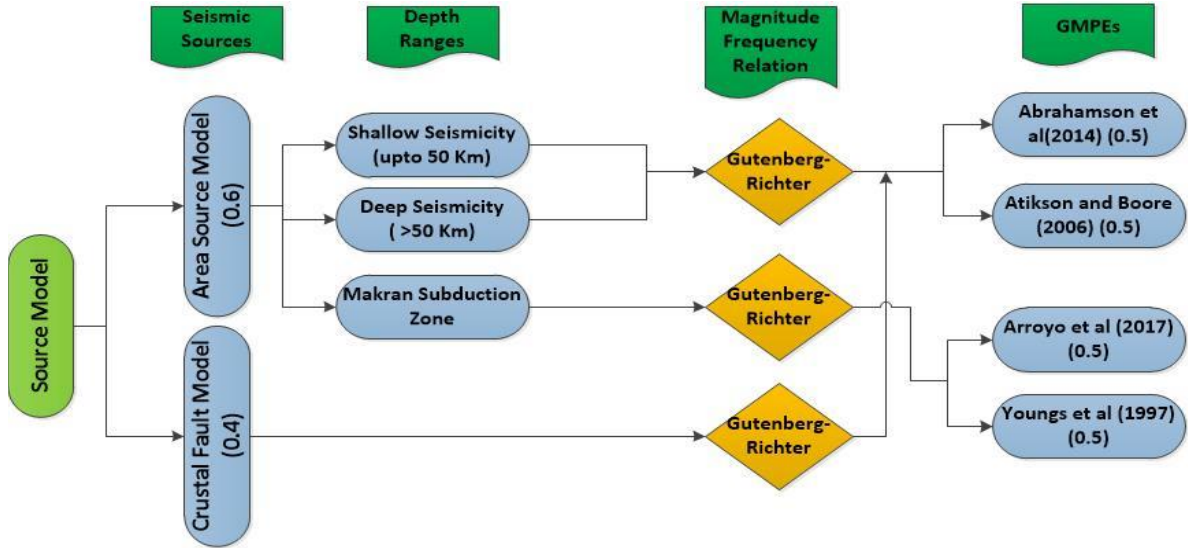 Seismic
Sources
Depth
Ranges
Magnitude
Frequency
Relation
GMPEs
Source Model
Area Source Model
(0.6)
Crustal Fault Model
(0.4)
Shallow Seismicity
(upto 50 Km)
Deep Seismicity
( >50 Km)
Makran Subduction
Zone
Gutenberg-
Richter
Gutenberg-
Richter
Gutenberg-
Richter
Abrahamson et
al(2014) (0.5)
Atikson and Boore
(2006) (0.5)
Arroyo et al (2017)
(0.5)
Youngs et al (1997)
(0.5)